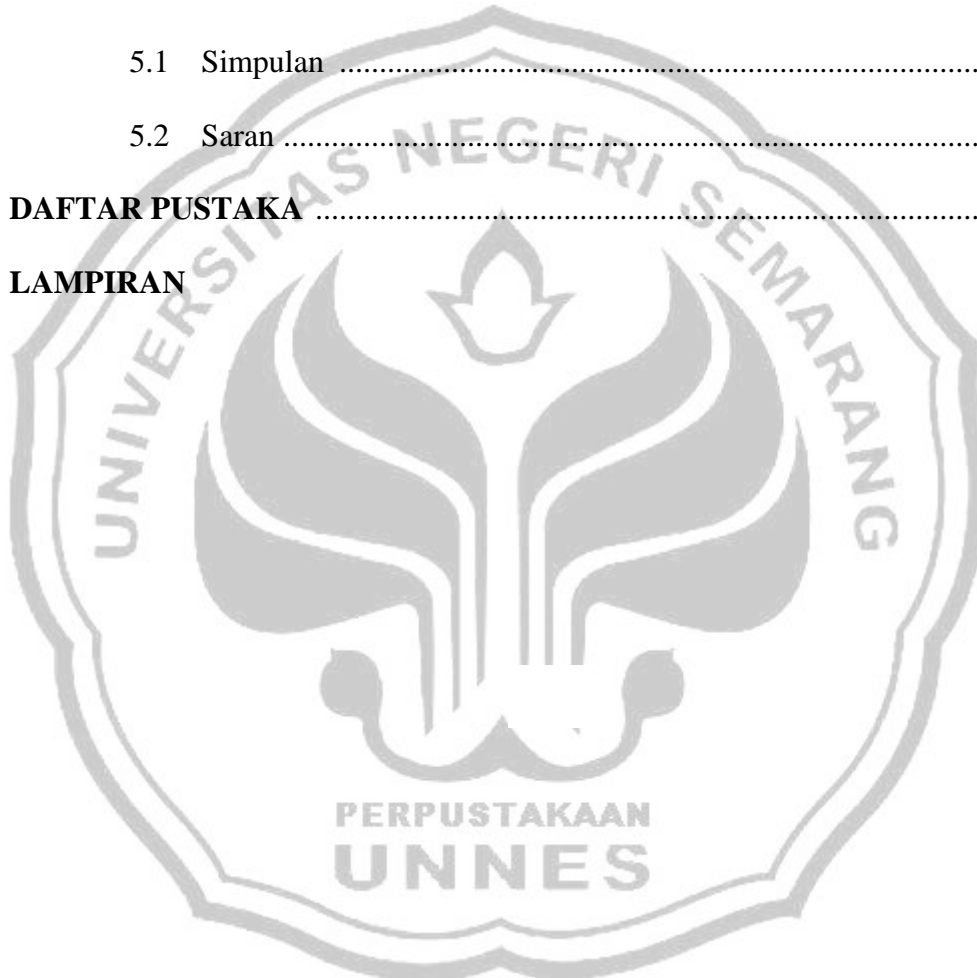 5.1 Simpulan ......................................................................................................
5.2 Saran ................................................................................................................
DAFTAR PUSTAKA ................................................................................................................
LAMPIRAN
UNIVERSITAS NEGERI SEMARANG
PERPUSTAKAAN
UNNES